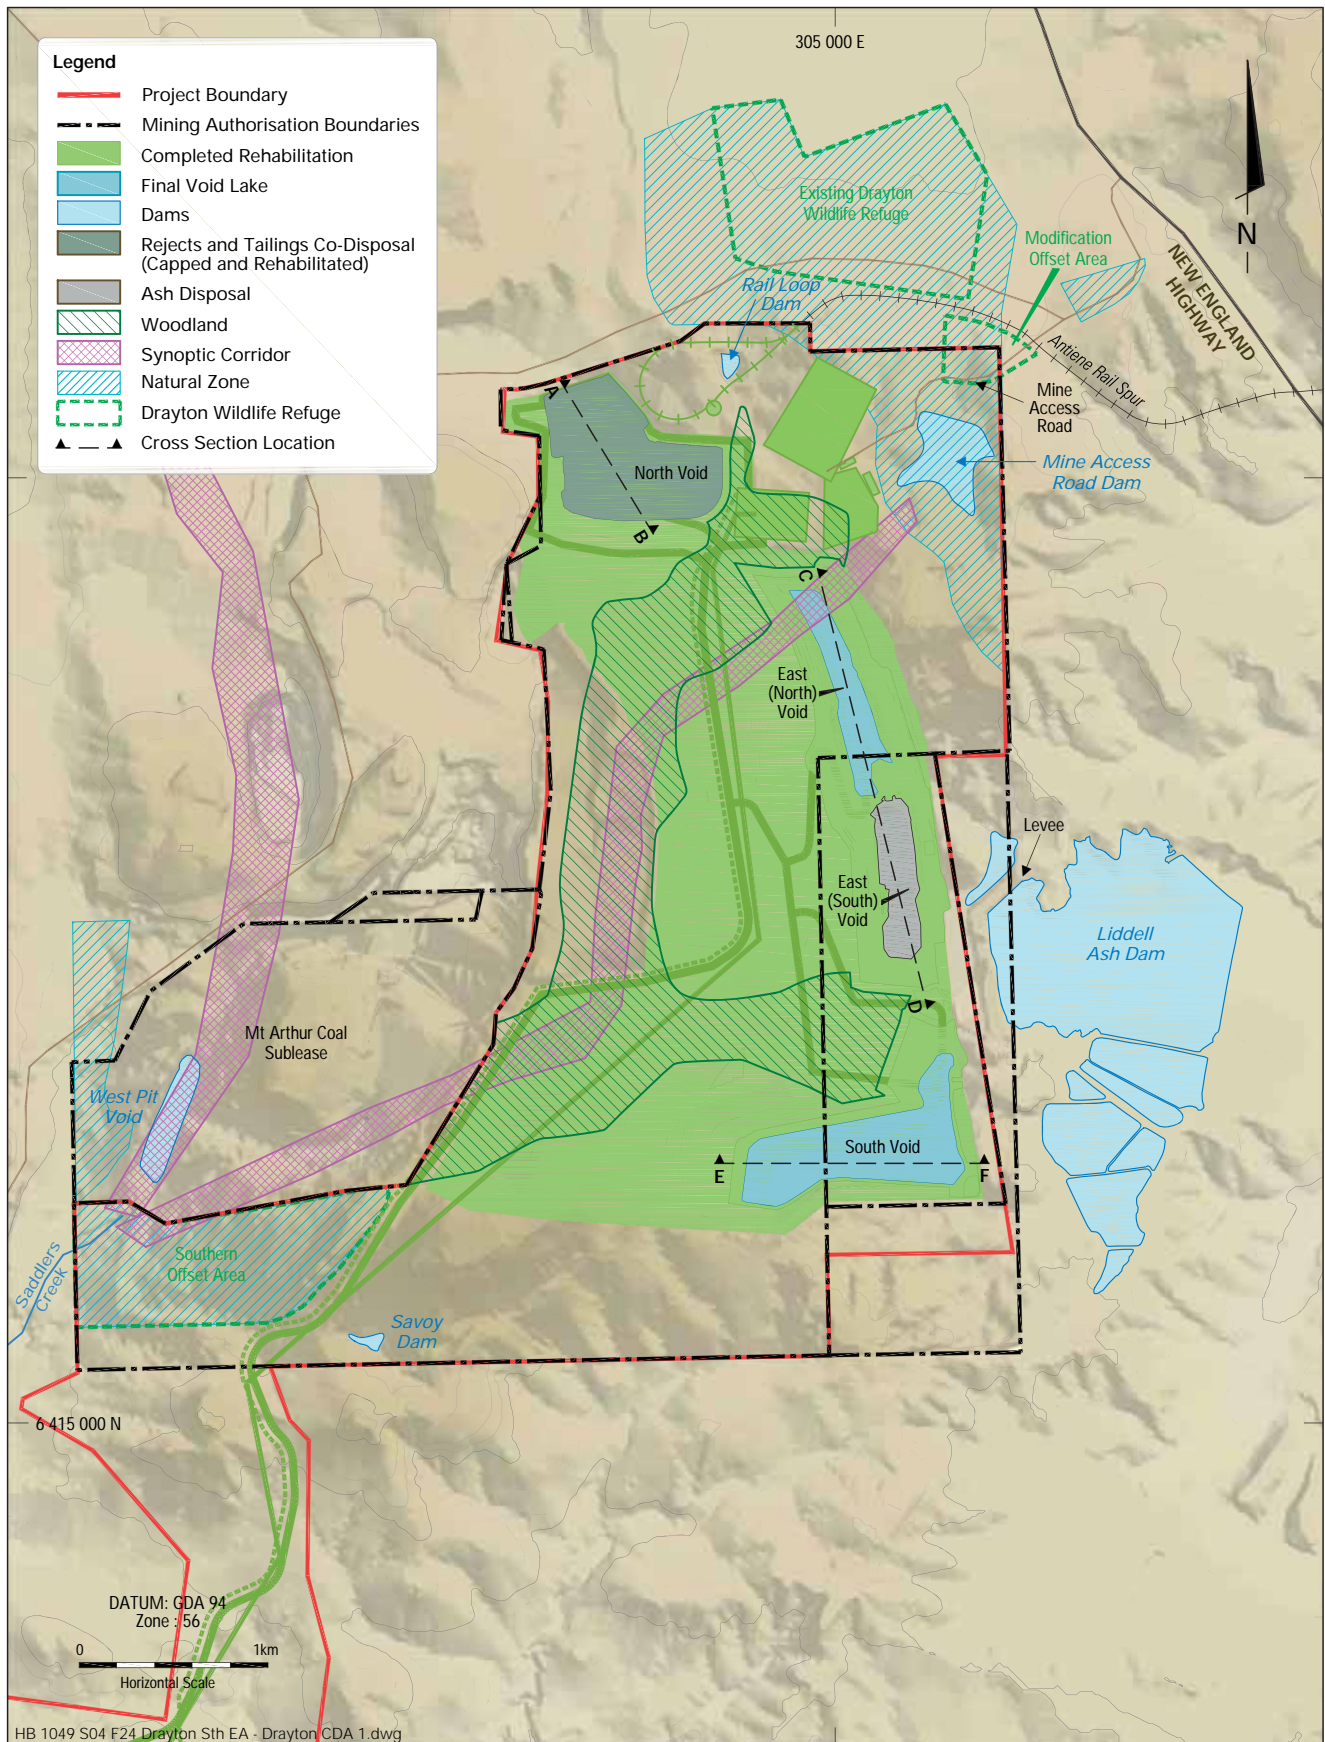 305 000 E
Legend
Project Boundary
Mining Authorisation Boundaries
Completed Rehabilitation
Final Void Lake
Dams
Rejects and Tailings Co-Disposal
(Capped and Rehabilitated)
Ash Disposal
Woodland
Synoptic Corridor
Natural Zone
Drayton Wildlife Refuge
Cross Section Location
Existing Drayton
Wildlife Refuge
Modification
Offset Area
N
NEW ENGLAND
HIGHWAY
Rail Loop
Dam
Antiene Rail Spur
Mine
Access
Road
A
North Void
Mine Access
Road Dam
B
C
East
(North)
Void
Levee
East
(South)
Void
Liddell
Ash Dam
D
Mt Arthur Coal
Sublease
West Pit
Void
South Void
E
F
Saddlers
Creek
Southern
Offset Area
Savoy
Dam
6 415 000 N
DATUM: GDA 94
Zone : 56
0
1km
Horizontal Scale
HB 1049 S04 F24 Drayton Sth EA - Drayton CDA 1.dwg